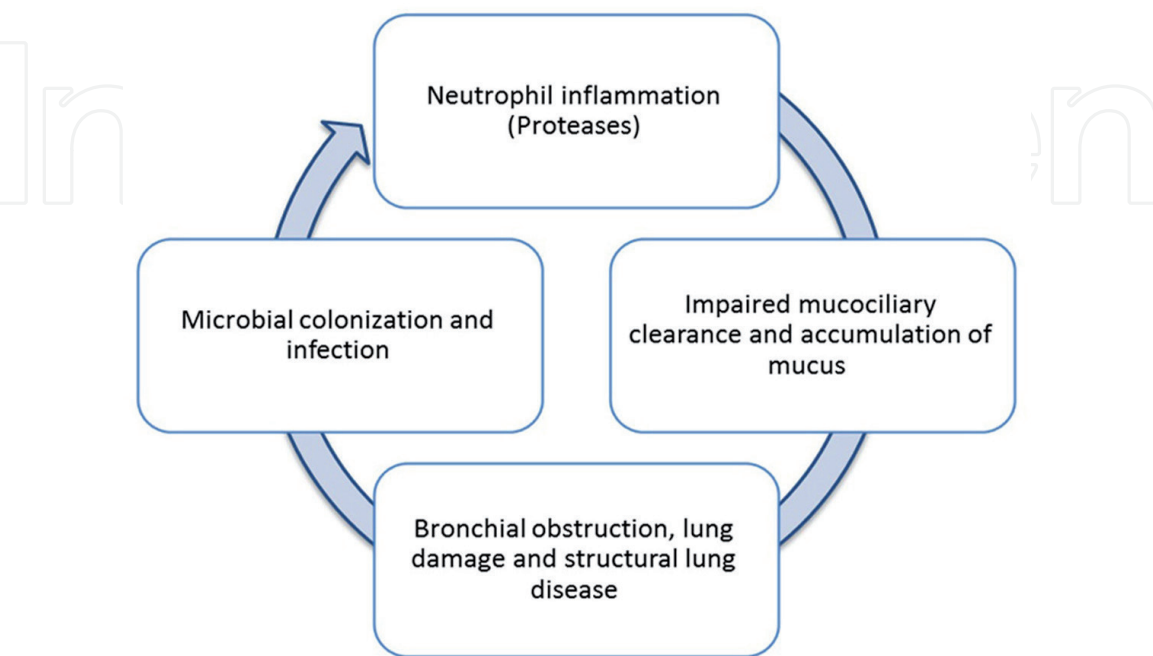 Neutrophil inflammation
(Proteases)
Microbial colonization and
infection
Impaired mucociliary
clearance and accumulation of
mucus
Bronchial obstruction, lung
damage and structural lung
disease